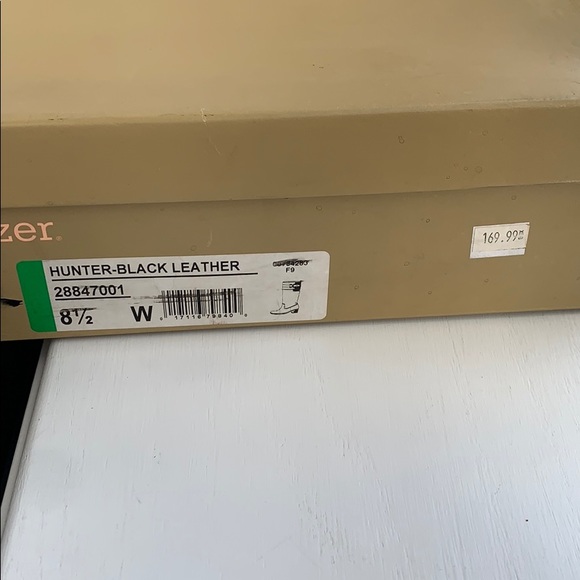 zer.
169.99
HUNTER-BLACK LEATHER
F9
28847001
8½ W